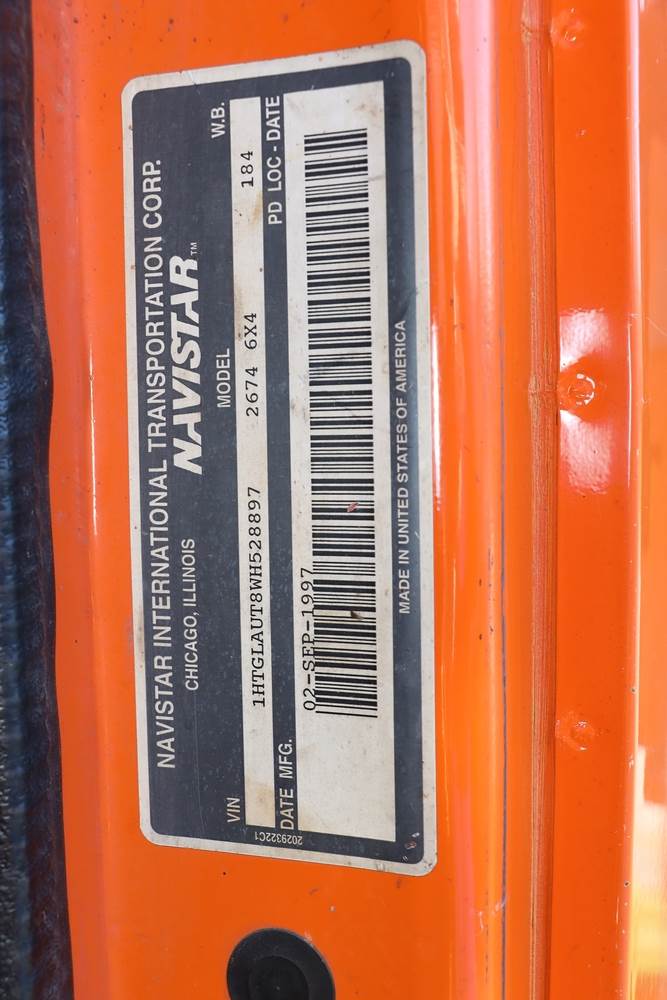 NAVISTAR INTERNATIONAL TRANSPORTATION CORP.
CHICAGO, ILLINOIS NAVISTAR™
VIN MODEL W.B.
1HTGLAUT8WH528897 2674 6X4 184
DATE MFG. PD LOC - DATE
02-SEP-1997
MADE IN UNITED STATES OF AMERICA
2029322C1